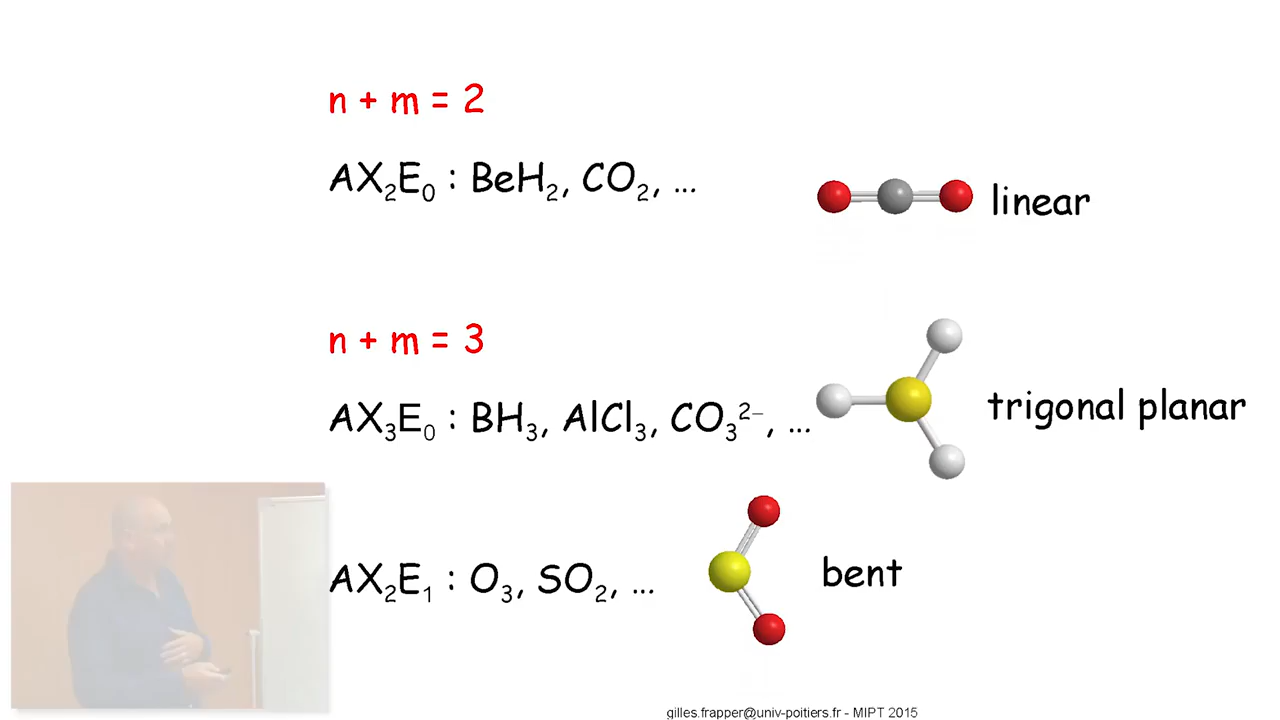 n + m = 2
AX₂E₀ : BeH₂, CO₂, ...
linear
n + m = 3
AX₃E₀ : BH₃, AlCl₃, CO₃²⁻, ...
trigonal planar
AX₂E₁ : O₃, SO₂, ...
bent
gilles.frapper@univ-poitiers.fr - MIPT 2015